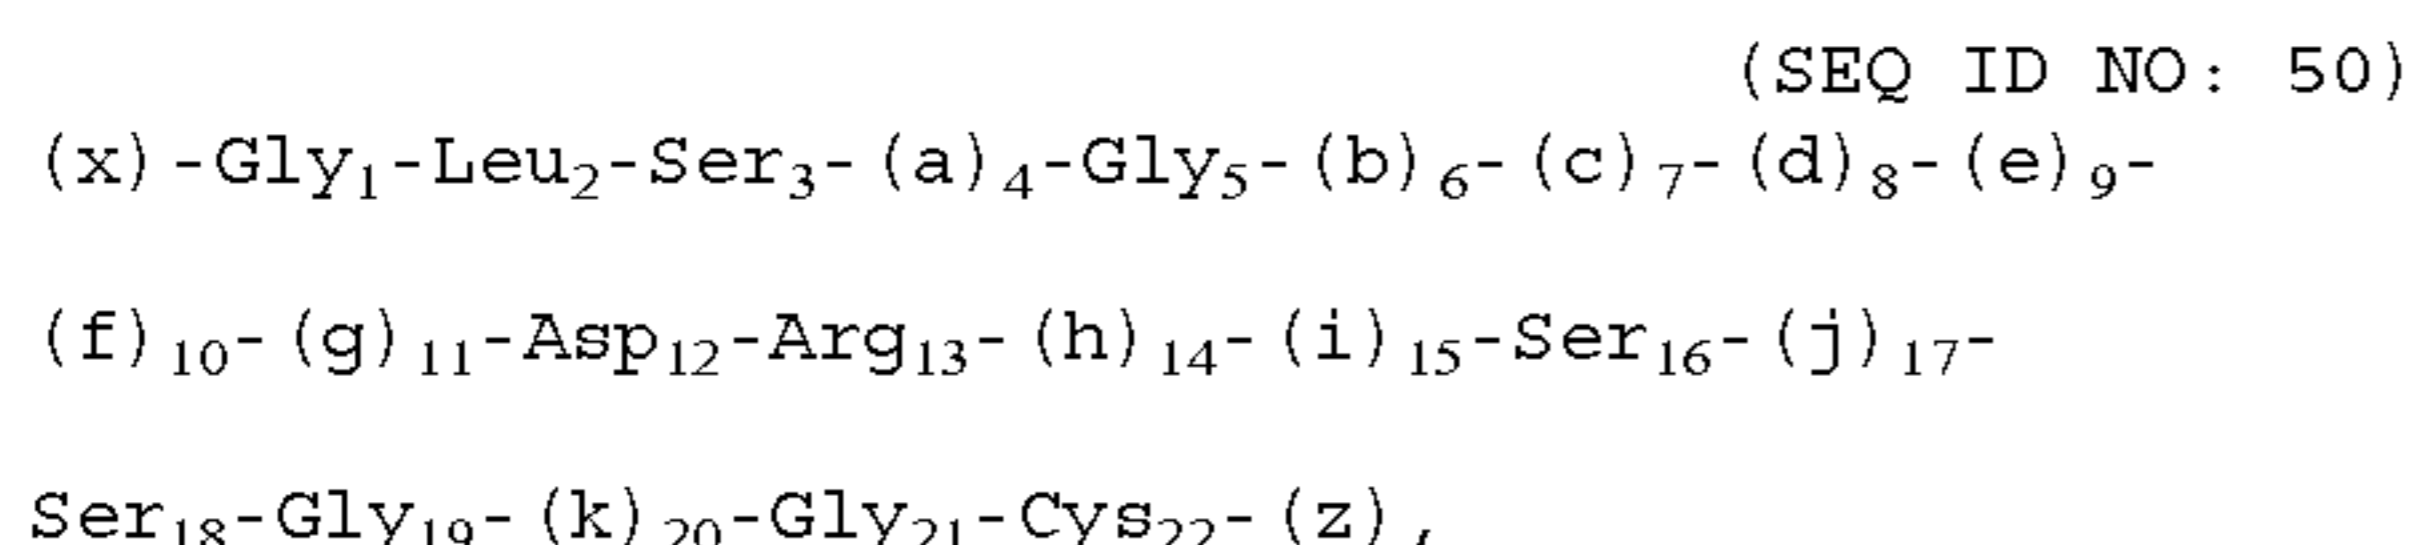 (SEQ ID NO: 50)
(x)-Gly₁-Leu₂-Ser₃-(a)₄-Gly₅-(b)₆-(c)₇-(d)₈-(e)₉-
(f)₁₀-(g)₁₁-Asp₁₂-Arg₁₃-(h)₁₄-(i)₁₅-Ser₁₆-(j)₁₇-
Ser₁₈-Gly₁₉-(k)₂₀-Gly₂₁-Cys₂₂-(z),